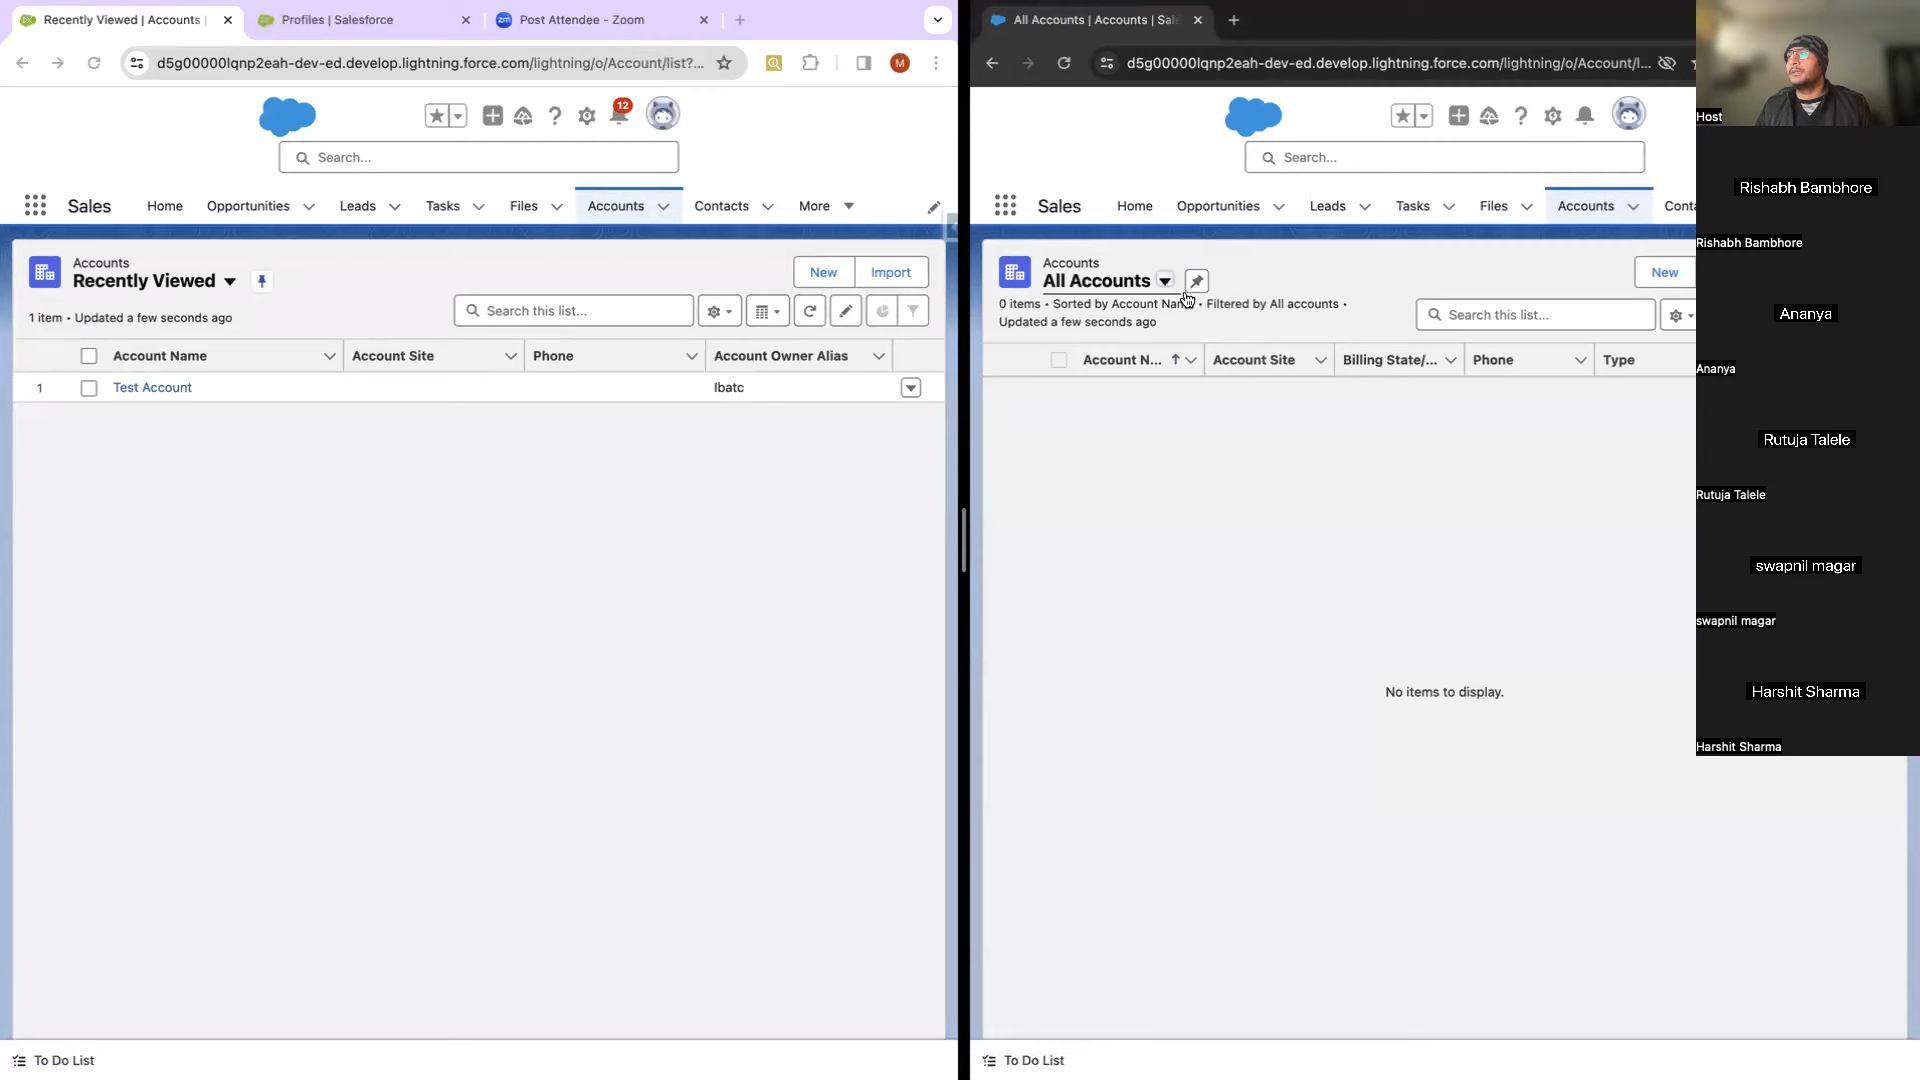 Recently Viewed | Accounts
Profiles | Salesforce
zm Post Attendee - Zoom
d5g00000lqnp2eah-dev-ed.develop.lightning.force.com/lightning/o/Account/list?...
M
12
Search...
Sales
Home
Opportunities
Leads
Tasks
Files
Accounts
Contacts
More
Accounts
Recently Viewed
New
Import
1 item • Updated a few seconds ago
Search this list...
Account Name
Account Site
Phone
Account Owner Alias
1
Test Account
lbatc
To Do List
All Accounts | Accounts | Sal
d5g00000lqnp2eah-dev-ed.develop.lightning.force.com/lightning/o/Account/l...
Search...
Sales
Home
Opportunities
Leads
Tasks
Files
Accounts
Conta
Accounts
All Accounts
New
0 items • Sorted by Account Name • Filtered by All accounts •
Updated a few seconds ago
Search this list...
Account N...
Account Site
Billing State/...
Phone
Type
No items to display.
To Do List
Host
Rishabh Bambhore
Rishabh Bambhore
Ananya
Ananya
Rutuja Talele
Rutuja Talele
swapnil magar
swapnil magar
Harshit Sharma
Harshit Sharma